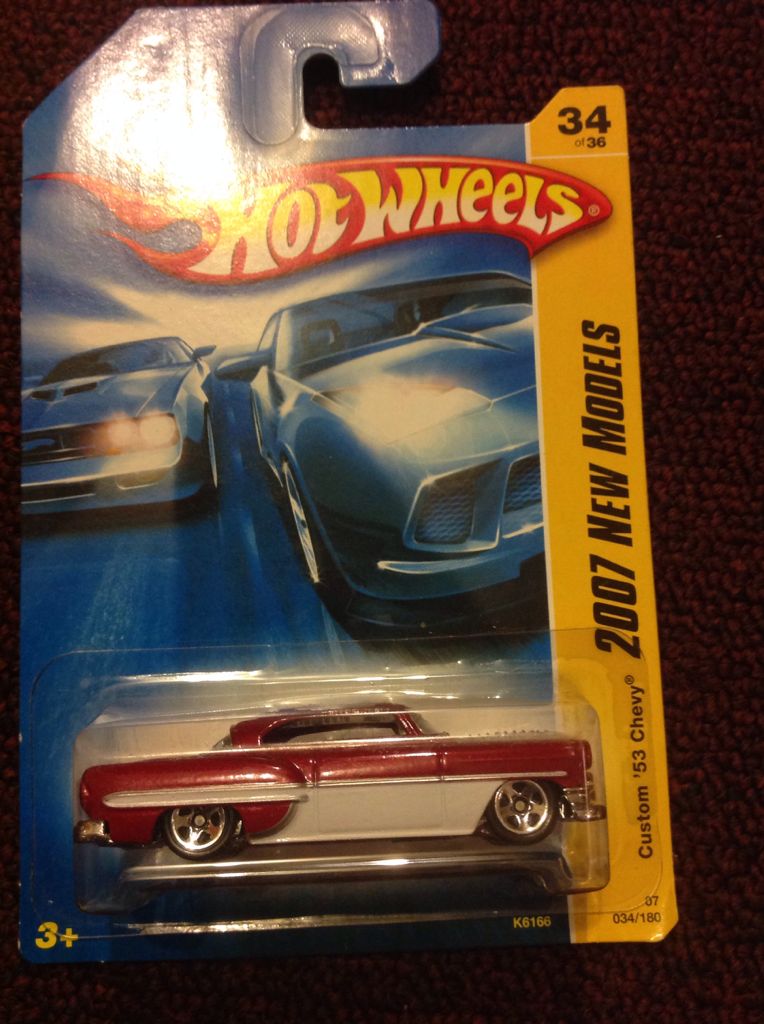 34
of 36
HOT WHEELS®
2007 NEW MODELS
Custom '53 Chevy®
3+
K6166
07
034/180